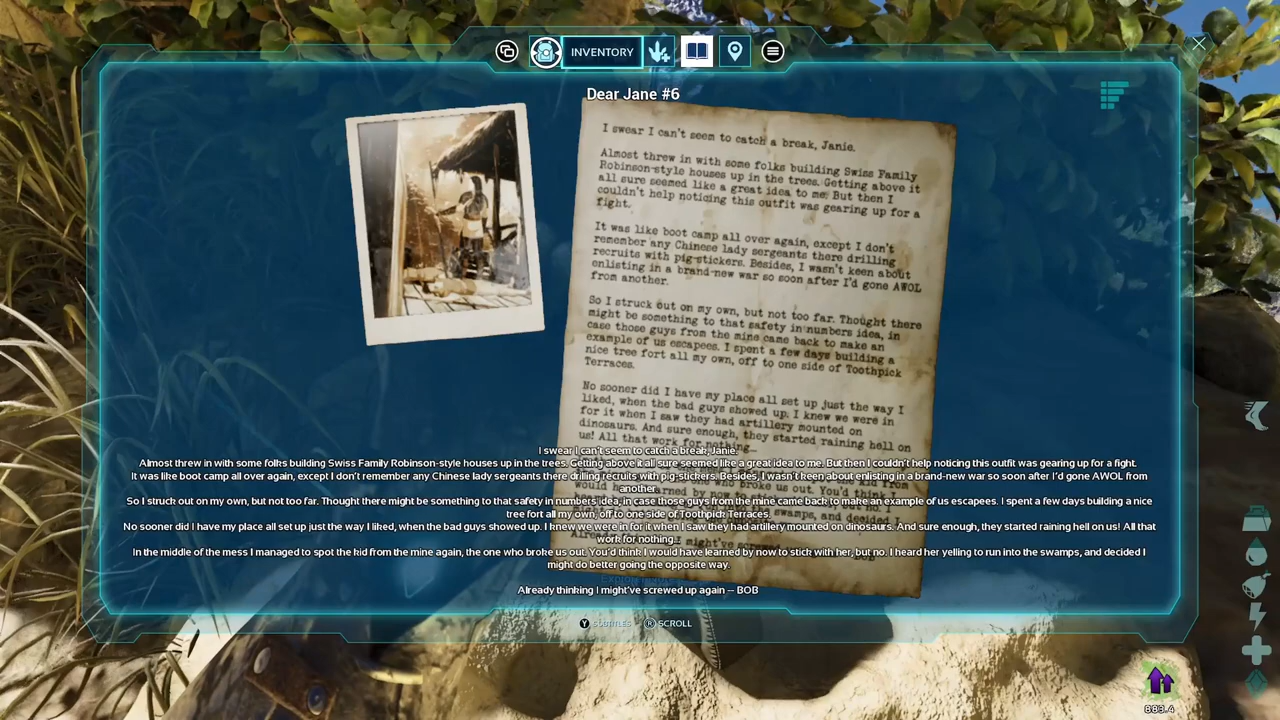 INVENTORY
Dear Jane #6
I swear I can't seem to catch a break, Janie.
Almost threw in with some folks building Swiss Family
Robinson-style houses up in the trees. Getting above it
all sure seemed like a great idea to me. But then I
couldn't help noticing this outfit was gearing up for a
fight.
It was like boot camp all over again, except I don't
remember any Chinese lady sergeants there drilling
recruits with pig-stickers. Besides, I wasn't keen about
enlisting in a brand-new war so soon after I'd gone AWOL
from another.
So I struck out on my own, but not too far. Thought there
might be something to that safety in numbers idea, in
case those guys from the mine came back to make an
example of us escapees. I spent a few days building a
nice tree fort all my own, off to one side of Toothpick
Terraces.
No sooner did I have my place all set up just the way I
liked, when the bad guys showed up. I knew we were in
for it when I saw they had artillery mounted on
dinosaurs. And sure enough, they started raining hell on
us! All that work for nothing...
I swear I can't seem to catch a break, Janie.
Almost threw in with some folks building Swiss Family Robinson-style houses up in the trees. Getting above it all sure seemed like a great idea to me. But then I couldn't help noticing this outfit was gearing up for a fight.
It was like boot camp all over again, except I don't remember any Chinese lady sergeants there drilling recruits with pig-stickers. Besides, I wasn't keen about enlisting in a brand-new war so soon after I'd gone AWOL from
another.
So I struck out on my own, but not too far. Thought there might be something to that safety in numbers idea, in case those guys from the mine came back to make an example of us escapees. I spent a few days building a nice
tree fort all my own, off to one side of Toothpick Terraces.
No sooner did I have my place all set up just the way I liked, when the bad guys showed up. I knew we were in for it when I saw they had artillery mounted on dinosaurs. And sure enough, they started raining hell on us! All that
work for nothing...
In the middle of the mess I managed to spot the kid from the mine again, the one who broke us out. You'd think I would have learned by now to stick with her, but no. I heard her yelling to run into the swamps, and decided I
might do better going the opposite way.
Already thinking I might've screwed up again -- BOB
Y SUBTITLES R SCROLL
883.4